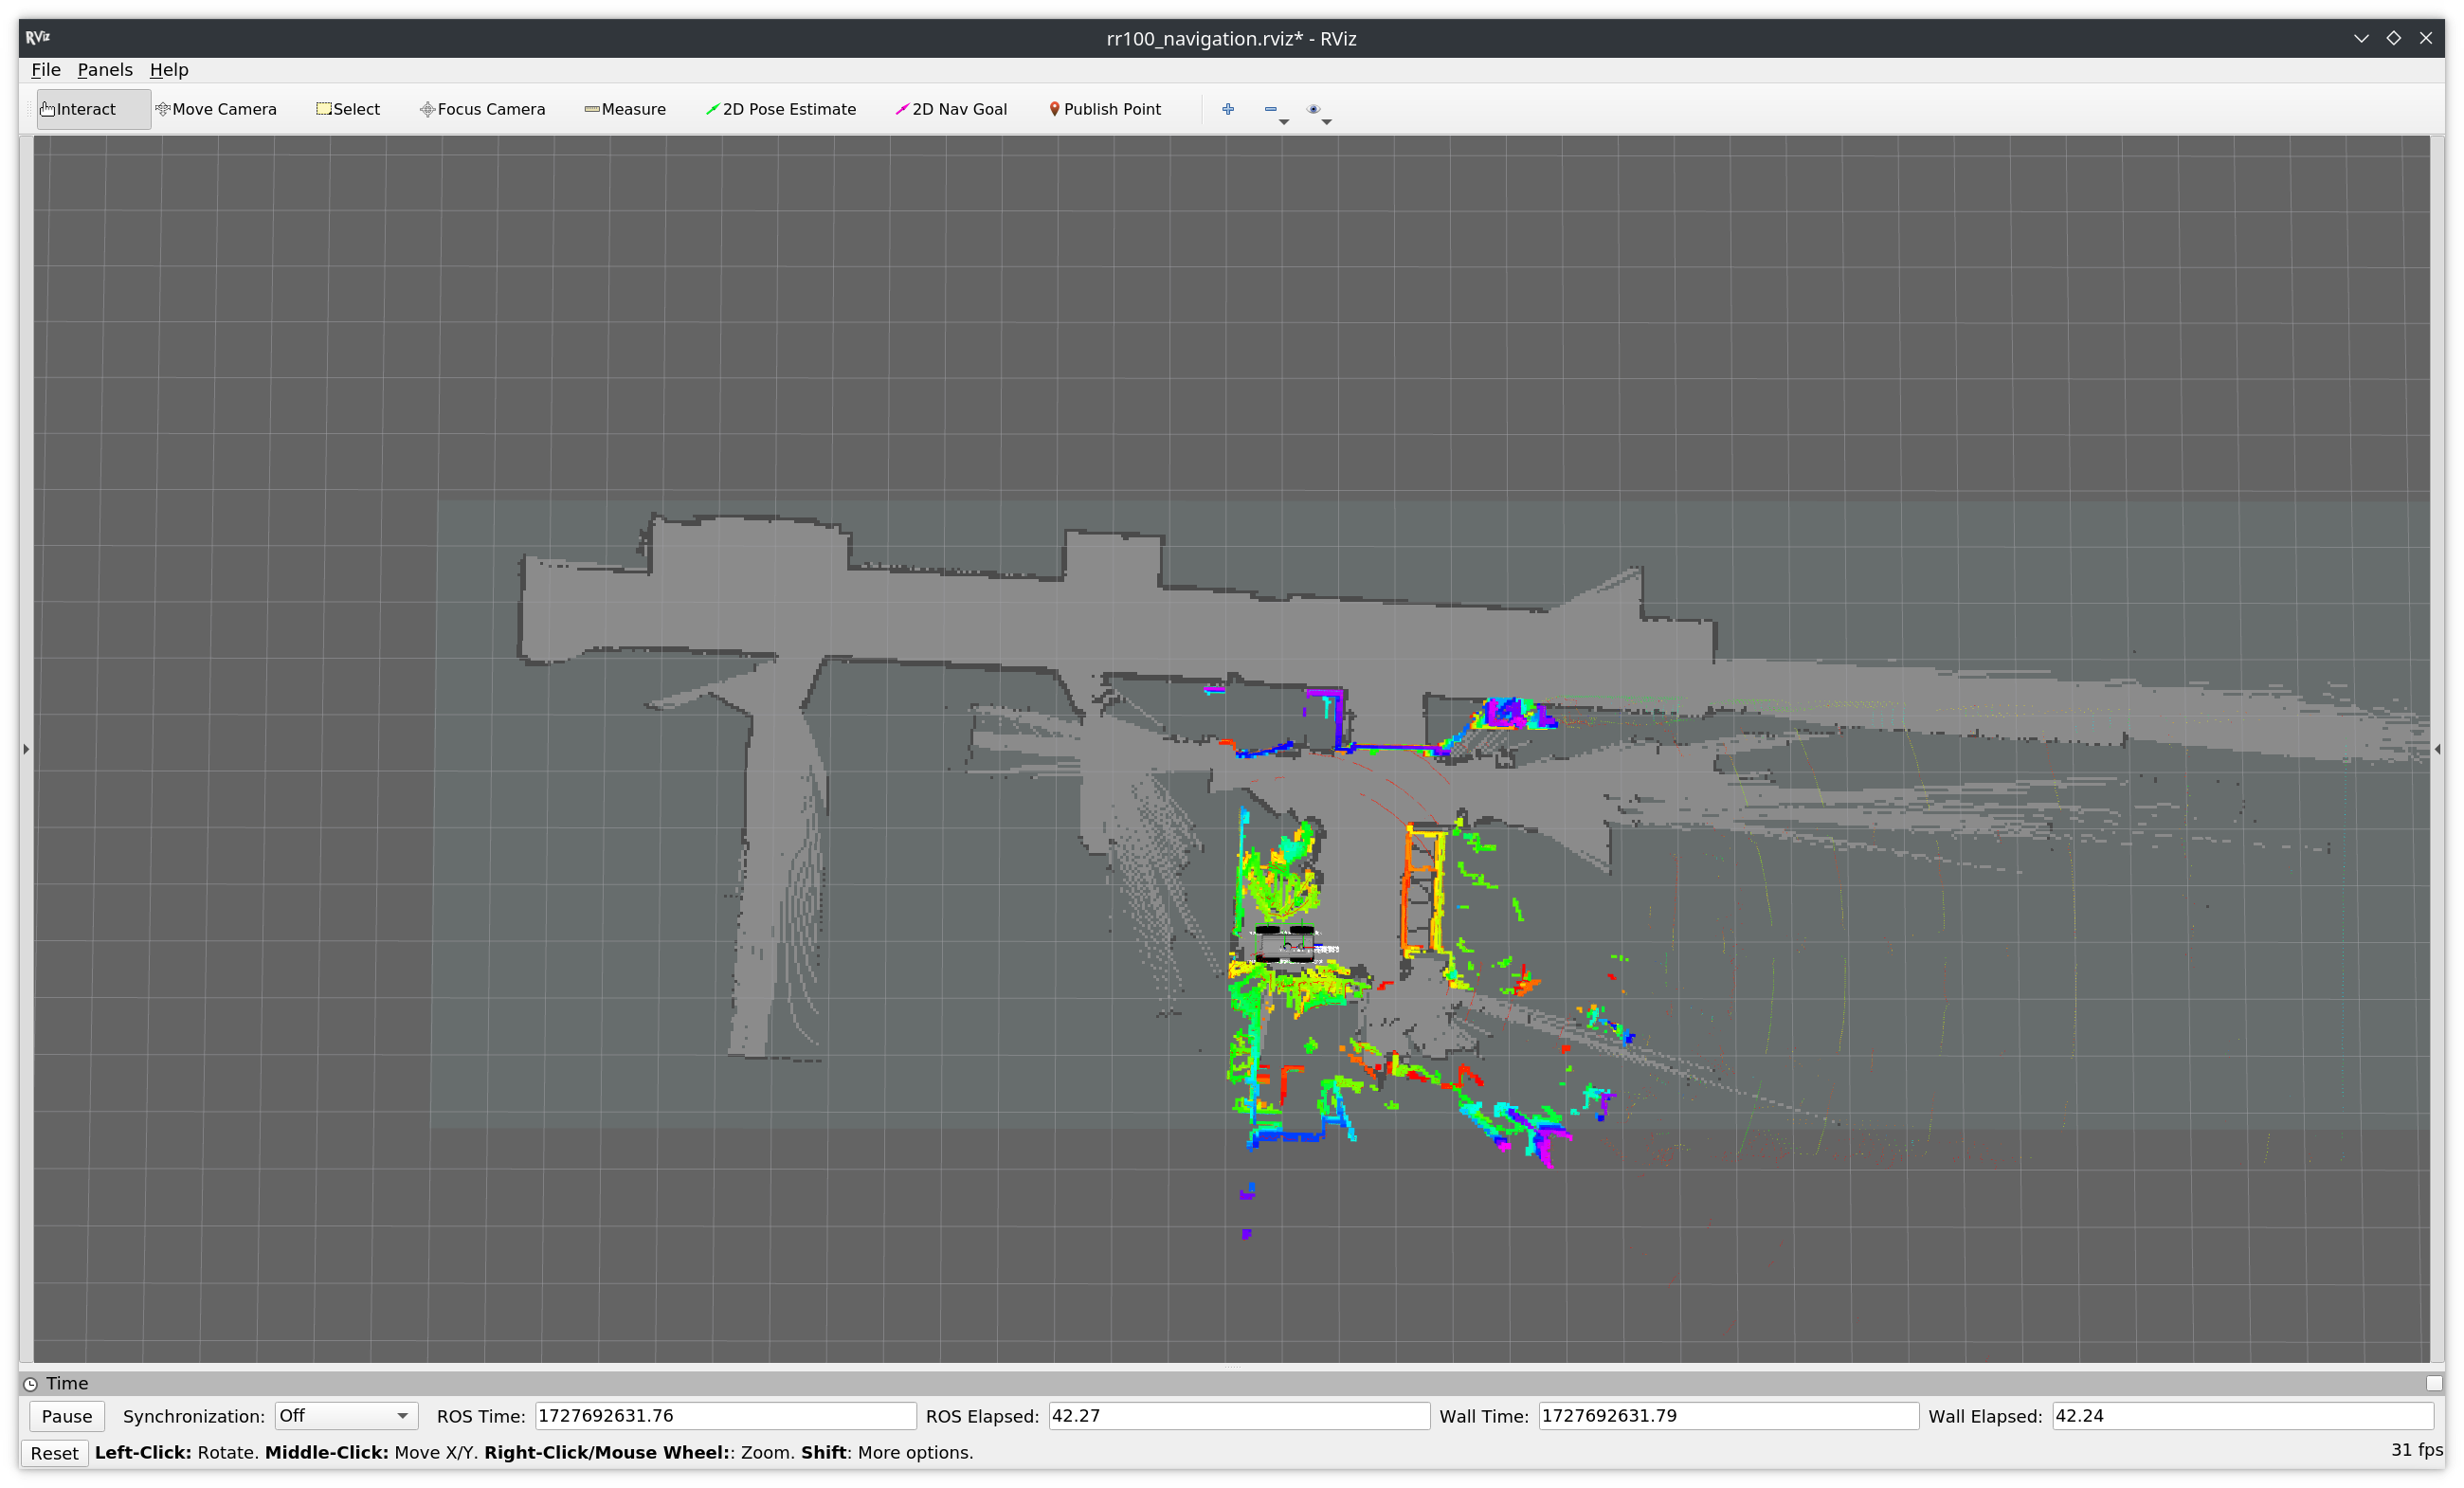 RViz
rr100_navigation.rviz* - RViz
File Panels Help
Interact Move Camera Select Focus Camera Measure 2D Pose Estimate 2D Nav Goal Publish Point
Time
Pause Synchronization: Off ROS Time: 1727692631.76 ROS Elapsed: 42.27 Wall Time: 1727692631.79 Wall Elapsed: 42.24
Reset Left-Click: Rotate. Middle-Click: Move X/Y. Right-Click/Mouse Wheel:: Zoom. Shift: More options. 31 fps